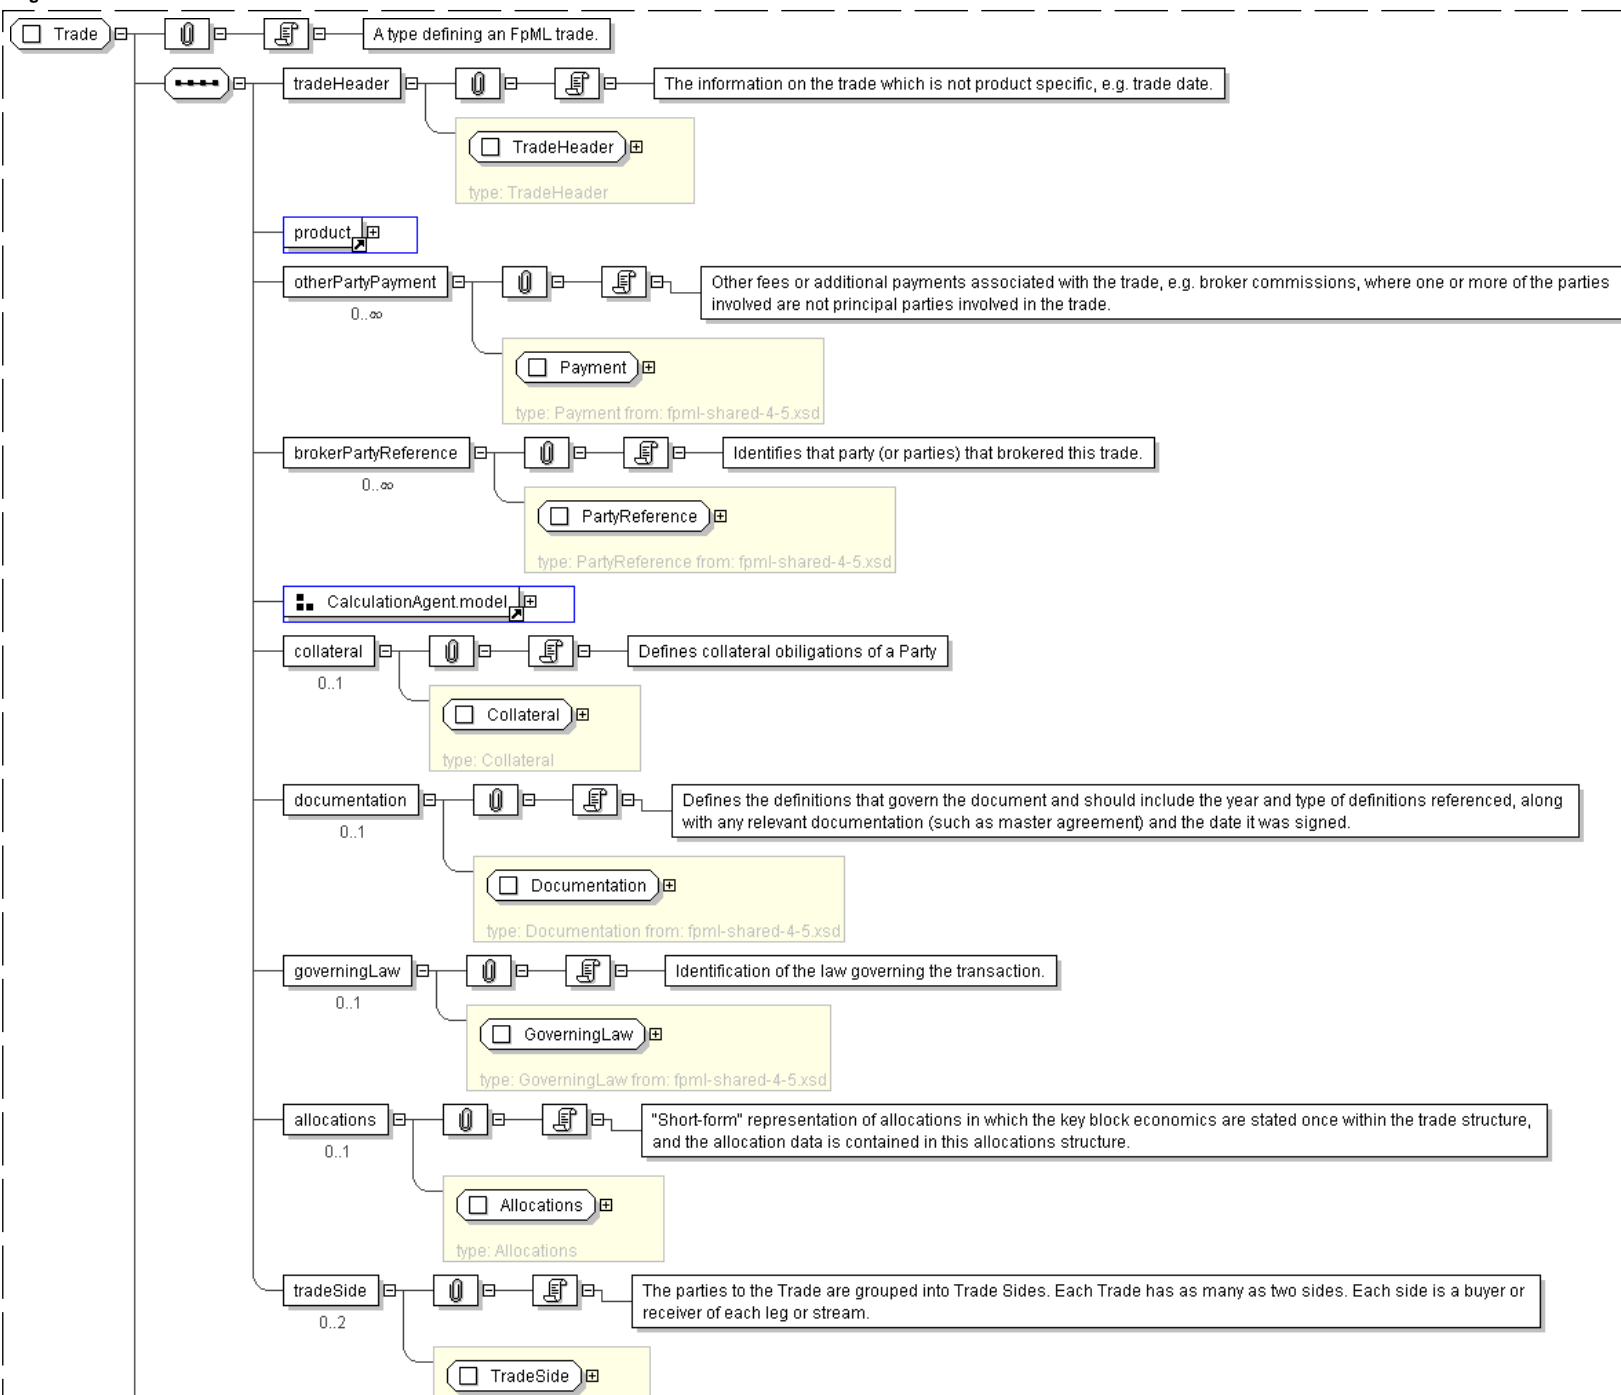 Trade
A type defining an FpML trade.
tradeHeader
The information on the trade which is not product specific, e.g. trade date.
TradeHeader
type: TradeHeader
product
otherPartyPayment
Other fees or additional payments associated with the trade, e.g. broker commissions, where one or more of the parties
involved are not principal parties involved in the trade.
0..∞
Payment
type: Payment from: fpml-shared-4-5.xsd
brokerPartyReference
Identifies that party (or parties) that brokered this trade.
0..∞
PartyReference
type: PartyReference from: fpml-shared-4-5.xsd
CalculationAgent.model
collateral
Defines collateral obiligations of a Party
0..1
Collateral
type: Collateral
documentation
Defines the definitions that govern the document and should include the year and type of definitions referenced, along
with any relevant documentation (such as master agreement) and the date it was signed.
0..1
Documentation
type: Documentation from: fpml-shared-4-5.xsd
governingLaw
Identification of the law governing the transaction.
0..1
GoverningLaw
type: GoverningLaw from: fpml-shared-4-5.xsd
allocations
"Short-form" representation of allocations in which the key block economics are stated once within the trade structure,
and the allocation data is contained in this allocations structure.
0..1
Allocations
type: Allocations
tradeSide
The parties to the Trade are grouped into Trade Sides. Each Trade has as many as two sides. Each side is a buyer or
receiver of each leg or stream.
0..2
TradeSide